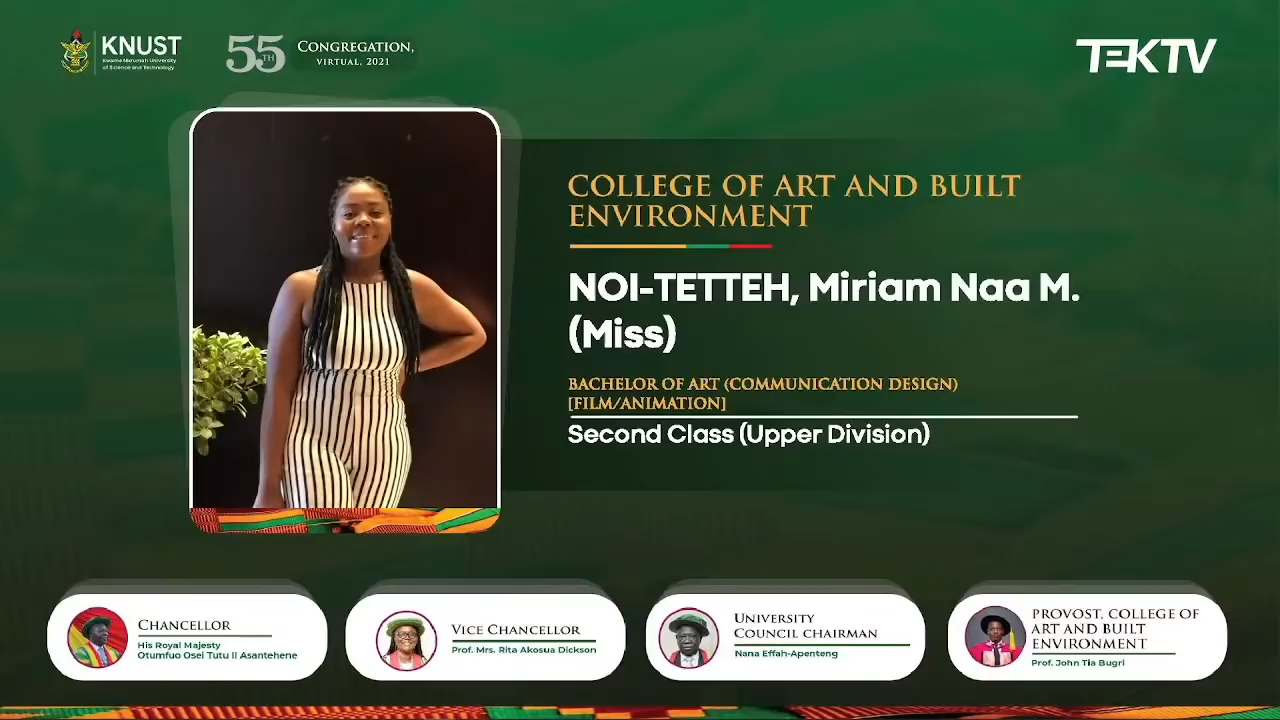 KNUST
Kwame Nkrumah University
of Science and Technology
55TH
CONGREGATION,
VIRTUAL, 2021
TEKTV
COLLEGE OF ART AND BUILT
ENVIRONMENT
NOI-TETTEH, Miriam Naa M.
(Miss)
BACHELOR OF ART (COMMUNICATION DESIGN)
[FILM/ANIMATION]
Second Class (Upper Division)
CHANCELLOR
His Royal Majesty
Otumfuo Osei Tutu II Asantehene
VICE CHANCELLOR
Prof. Mrs. Rita Akosua Dickson
UNIVERSITY
COUNCIL CHAIRMAN
Nana Effah-Apenteng
PROVOST, COLLEGE OF
ART AND BUILT
ENVIRONMENT
Prof. John Tia Bugri